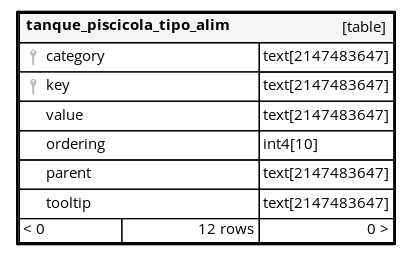 tanque_piscicola_tipo_alim [table]
category text[2147483647]
key text[2147483647]
value text[2147483647]
ordering int4[10]
parent text[2147483647]
tooltip text[2147483647]
< 0 12 rows 0 >